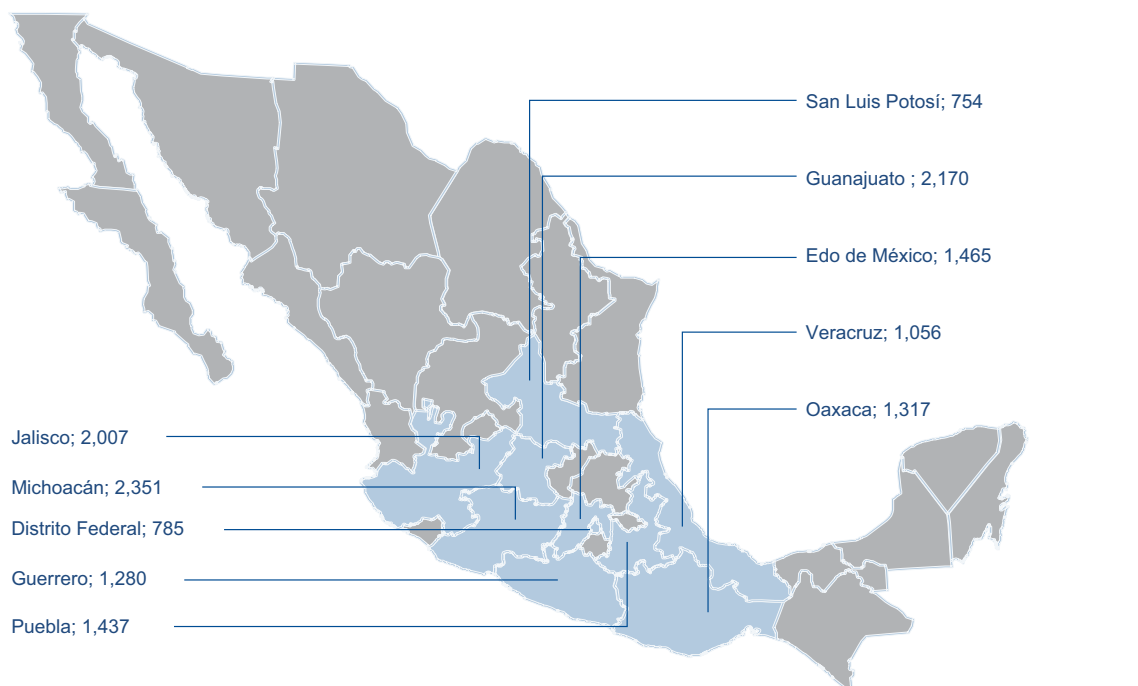 San Luis Potosí; 754
Guanajuato ; 2,170
Edo de México; 1,465
Veracruz; 1,056
Oaxaca; 1,317
Jalisco; 2,007
Michoacán; 2,351
Distrito Federal; 785
Guerrero; 1,280
Puebla; 1,437